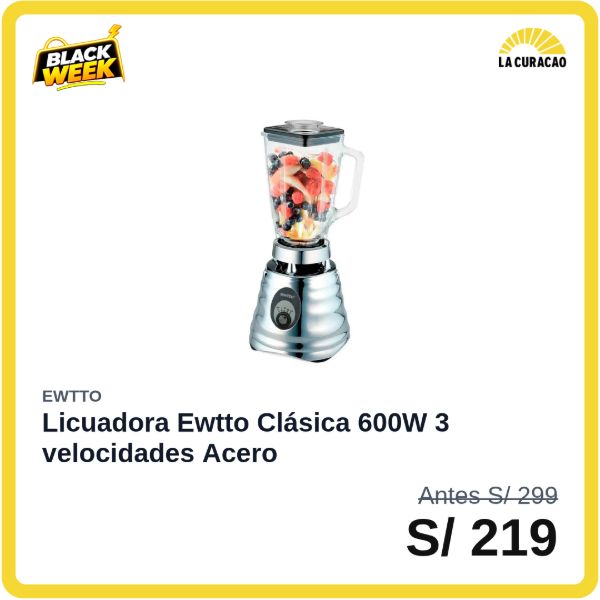 BLACK
WEEK
LA CURACAO
EWTTO
Licuadora Ewtto Clásica 600W 3
velocidades Acero
Antes S/ 299
S/ 219